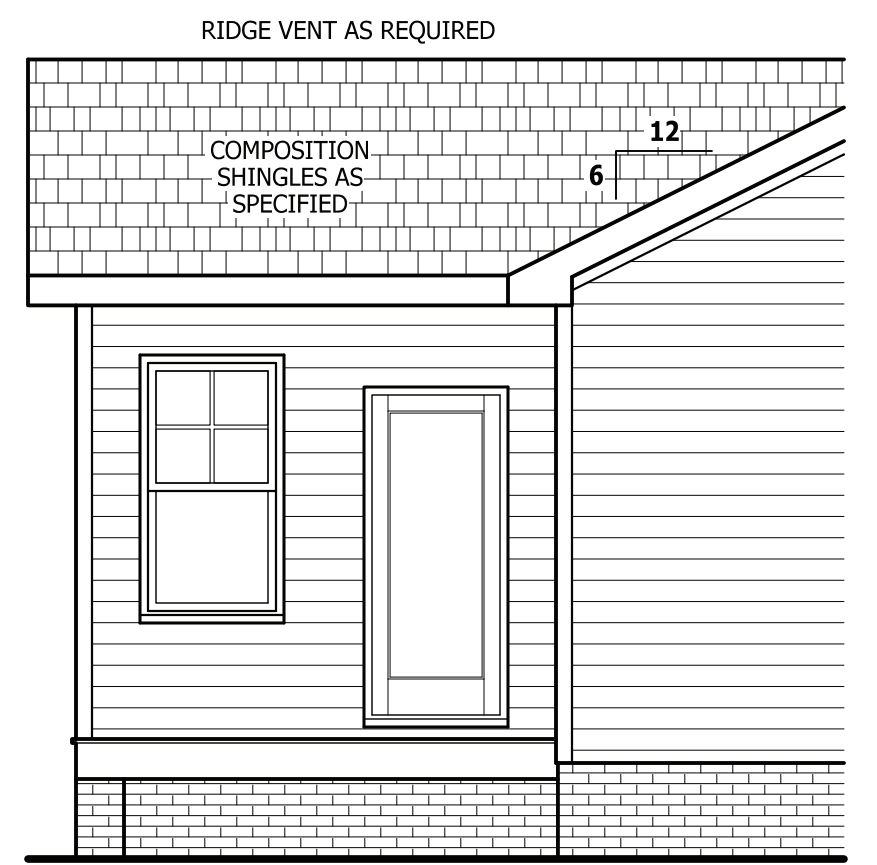 RIDGE VENT AS REQUIRED
12
6
COMPOSITION
SHINGLES AS
SPECIFIED